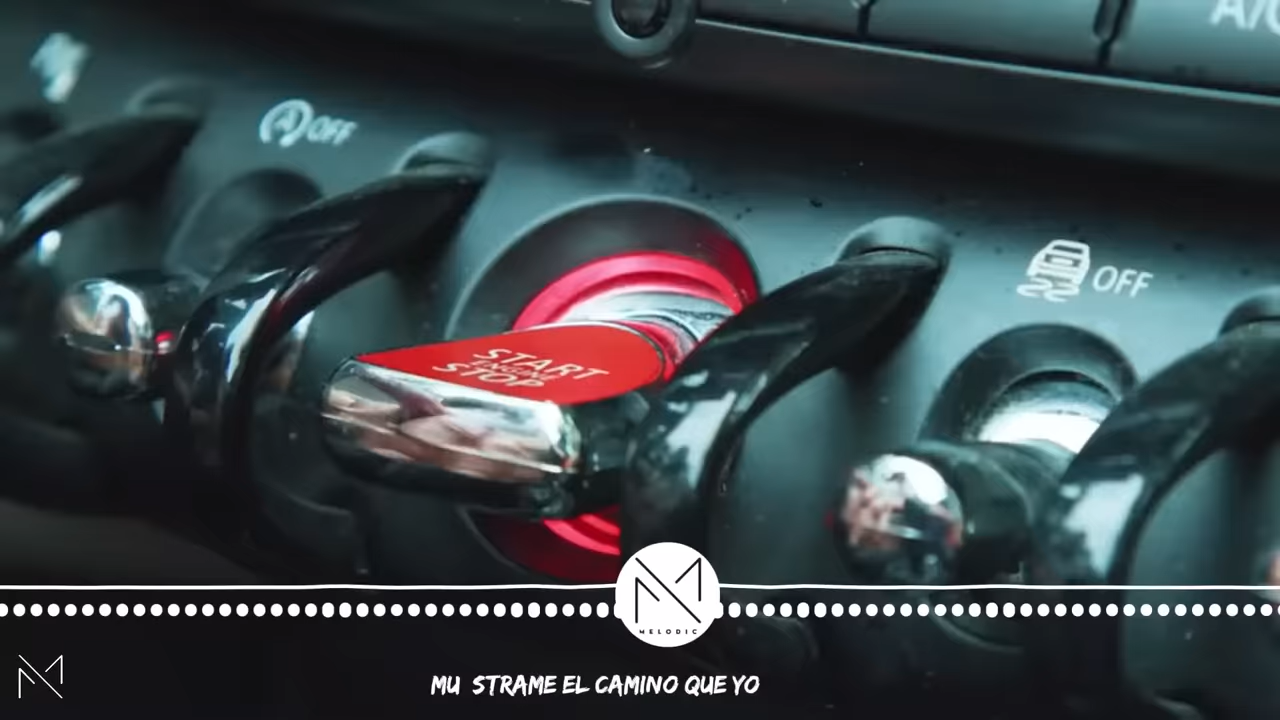 A/C
OFF
OFF
START
ENGINE
STOP
MELODIC
MU STRAME EL CAMINO QUE YO